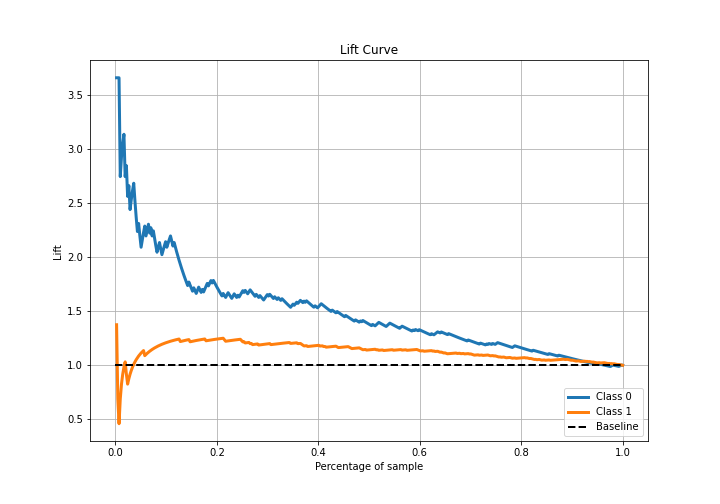 Lift Curve
Lift
3.5
3.0
2.5
2.0
1.5
1.0
0.5
0.0
0.2
0.4
0.6
0.8
1.0
Percentage of sample
Class 0
Class 1
Baseline